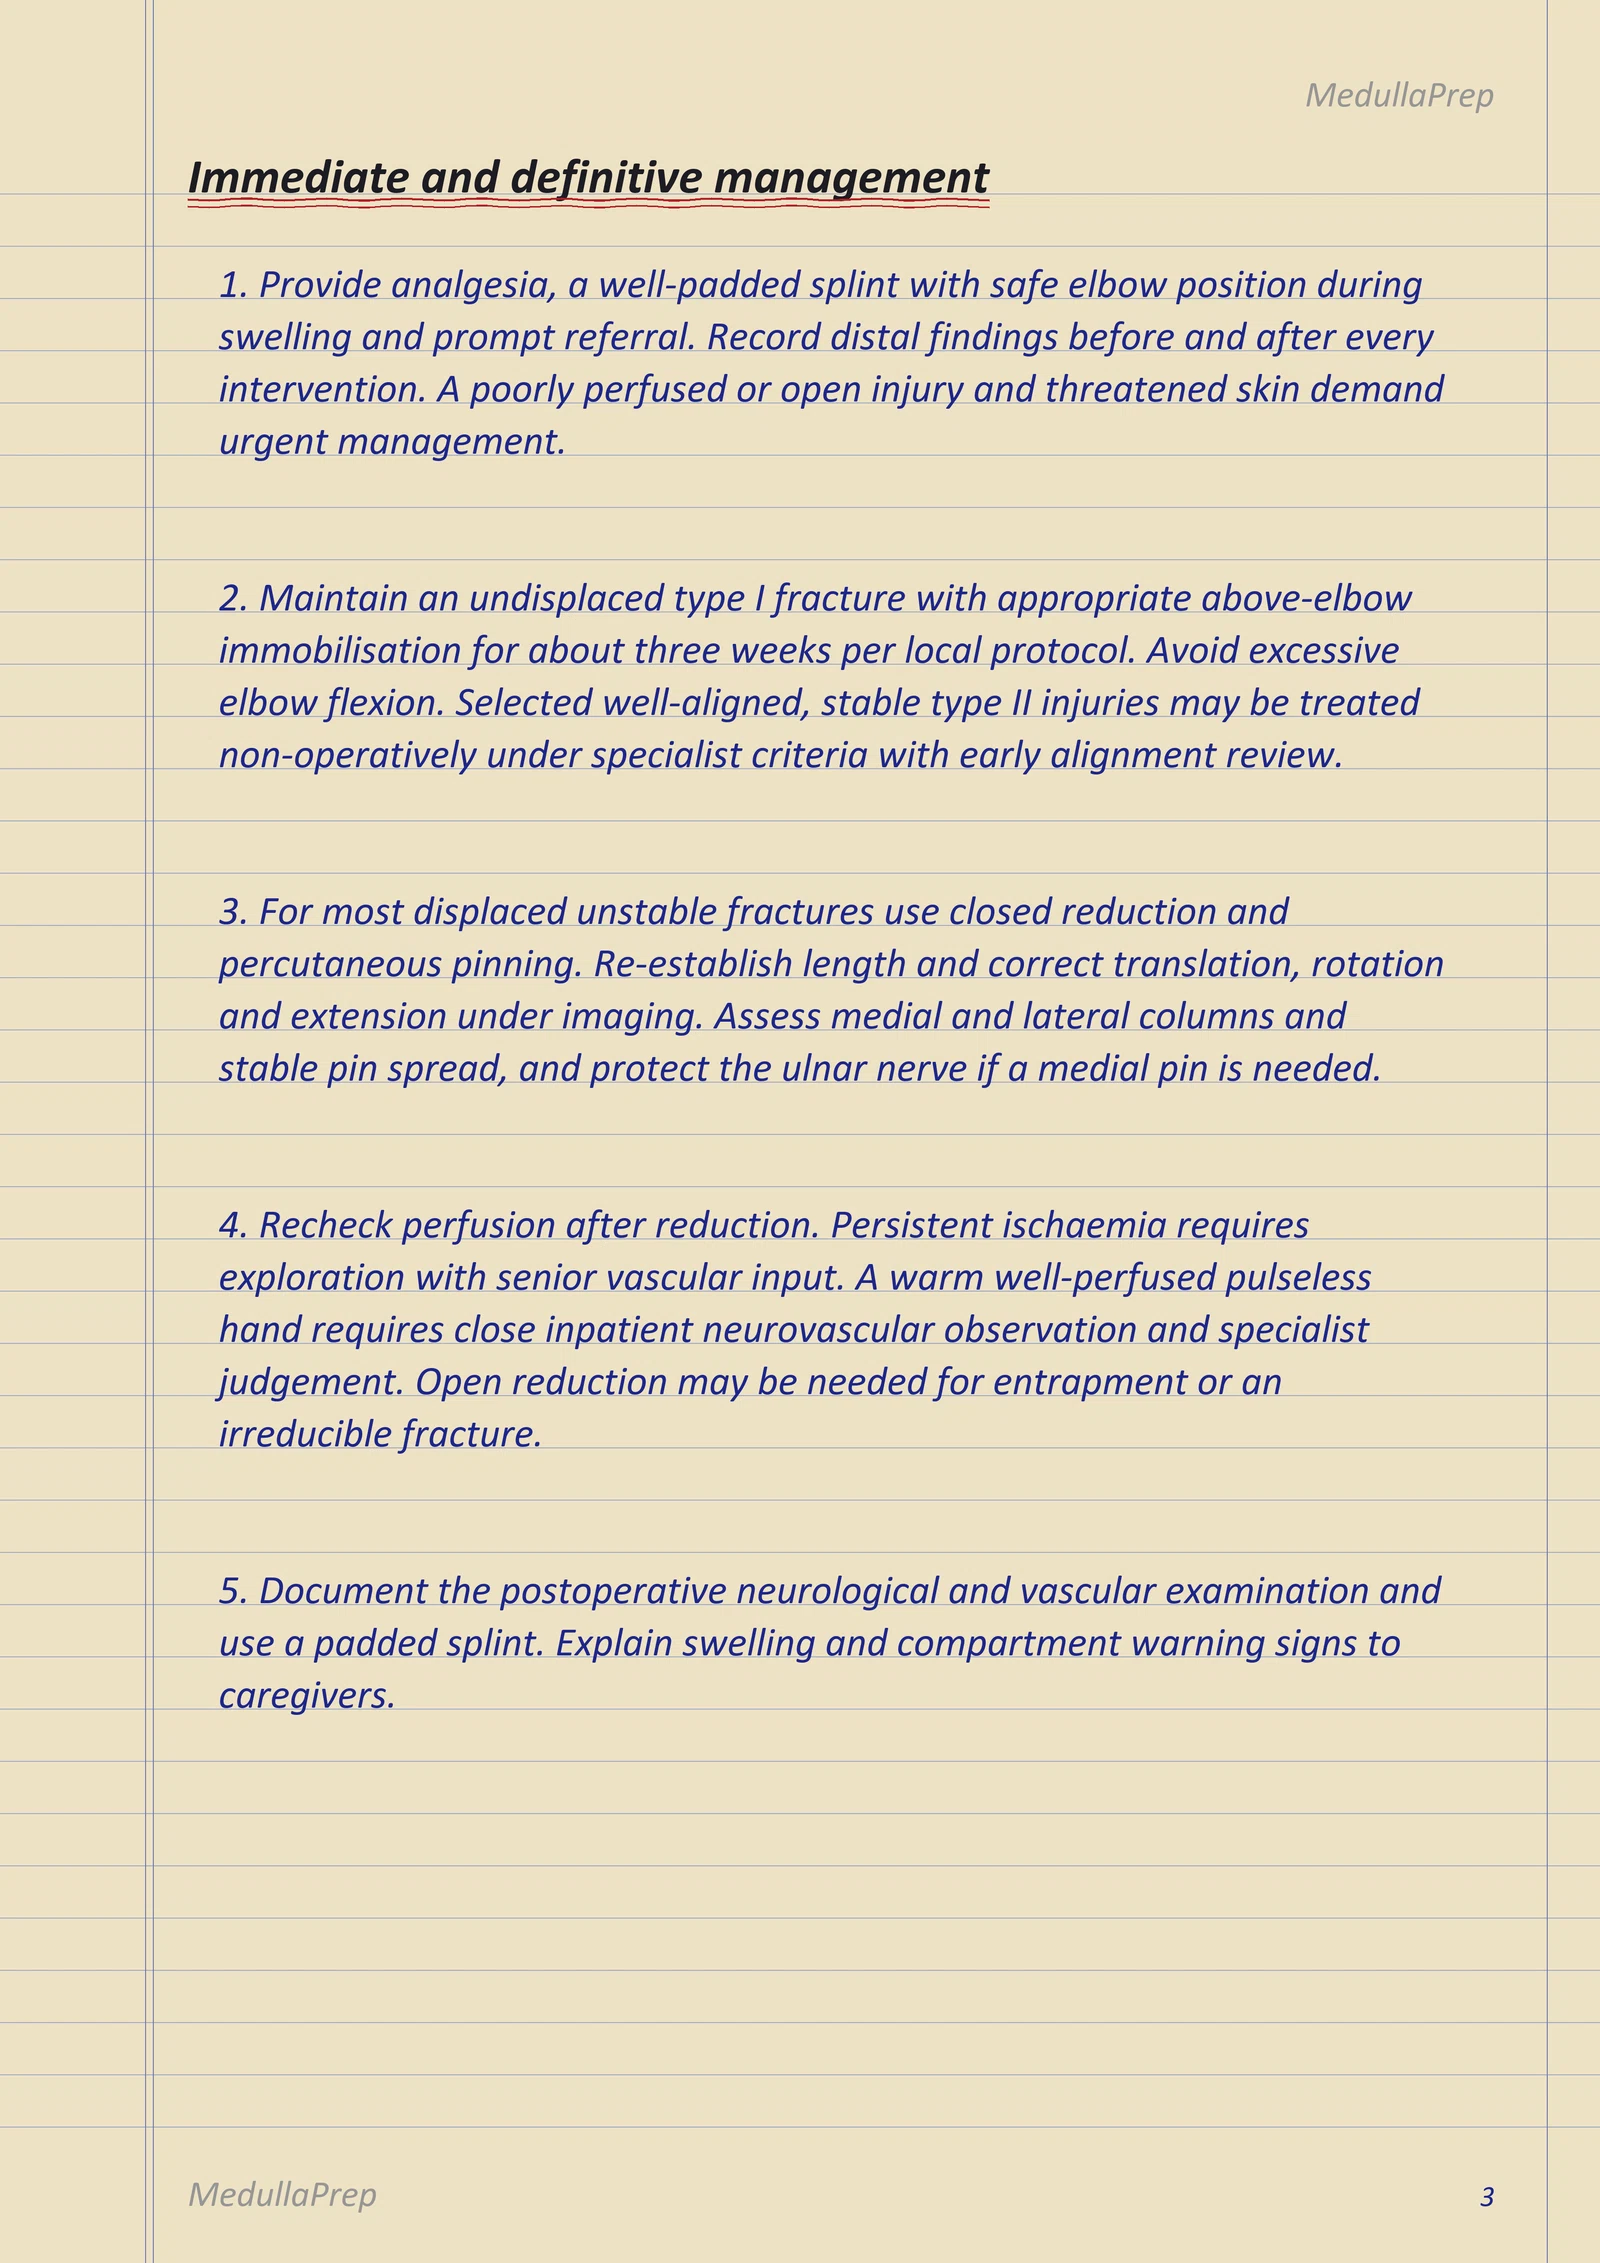 MedullaPrep
Immediate and definitive management
1. Provide analgesia, a well-padded splint with safe elbow position during
swelling and prompt referral. Record distal findings before and after every
intervention. A poorly perfused or open injury and threatened skin demand
urgent management.
2. Maintain an undisplaced type I fracture with appropriate above-elbow
immobilisation for about three weeks per local protocol. Avoid excessive
elbow flexion. Selected well-aligned, stable type II injuries may be treated
non-operatively under specialist criteria with early alignment review.
3. For most displaced unstable fractures use closed reduction and
percutaneous pinning. Re-establish length and correct translation, rotation
and extension under imaging. Assess medial and lateral columns and
stable pin spread, and protect the ulnar nerve if a medial pin is needed.
4. Recheck perfusion after reduction. Persistent ischaemia requires
exploration with senior vascular input. A warm well-perfused pulseless
hand requires close inpatient neurovascular observation and specialist
judgement. Open reduction may be needed for entrapment or an
irreducible fracture.
5. Document the postoperative neurological and vascular examination and
use a padded splint. Explain swelling and compartment warning signs to
caregivers.
MedullaPrep
3